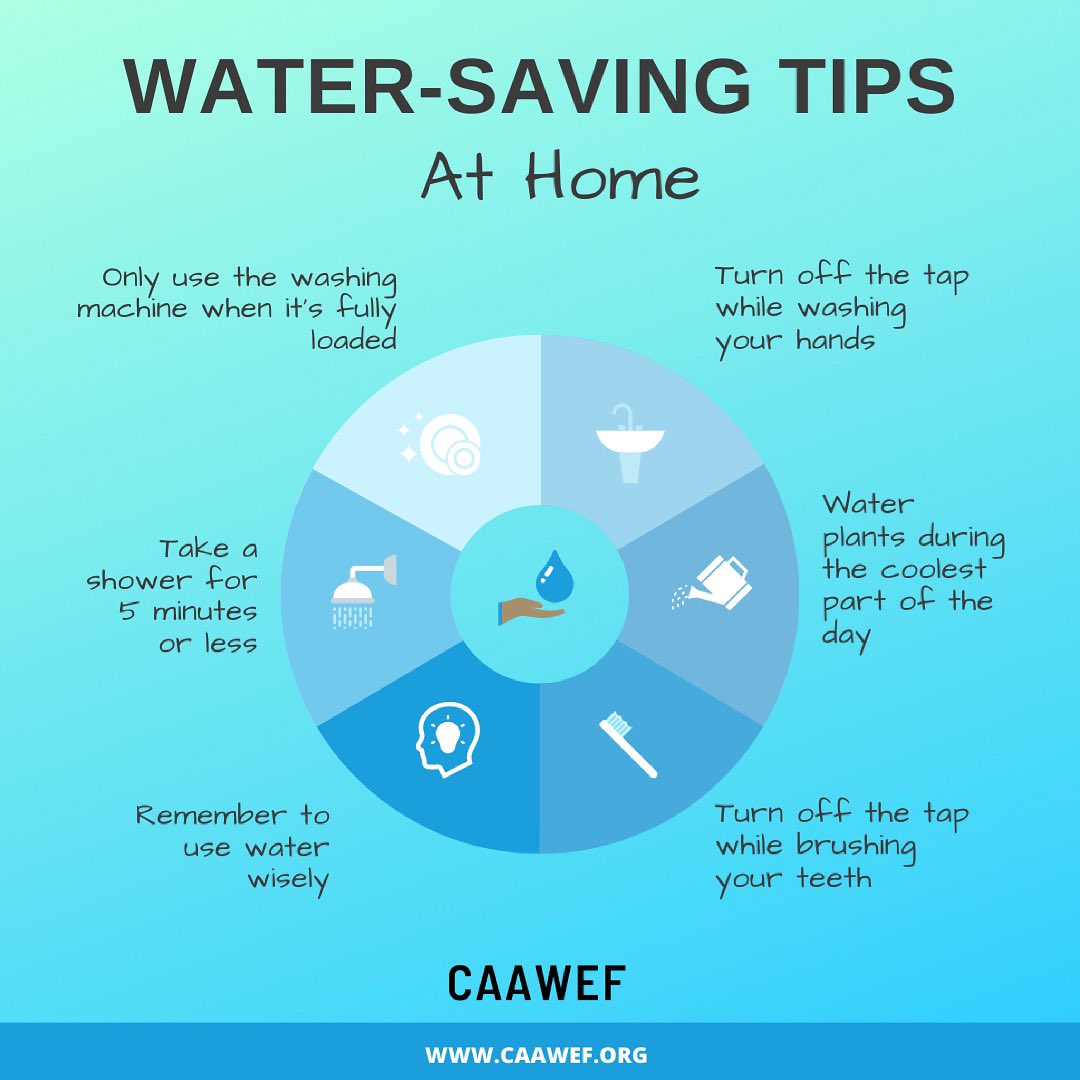 WATER-SAVING TIPS
At Home
Only use the washing
machine when it's fully
loaded
Turn off the tap
while washing
your hands
Take a
shower for
5 minutes
or less
Water
plants during
the coolest
part of the
day
Remember to
use water
wisely
Turn off the tap
while brushing
your teeth
CAAWEF
WWW.CAAWEF.ORG